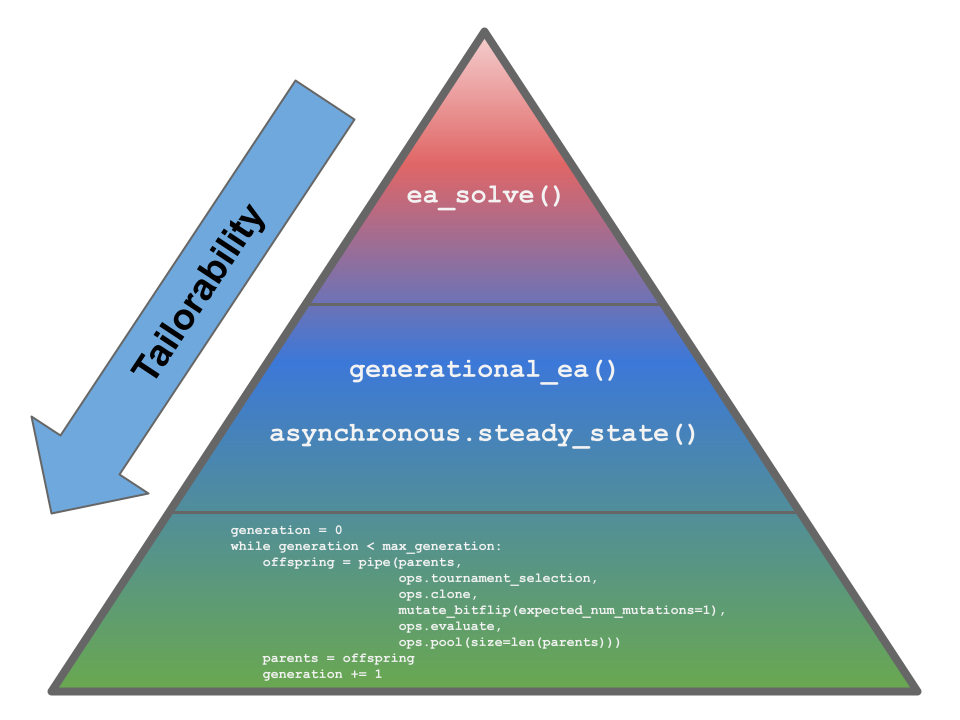 Tailorability
ea_solve()
generational_ea()
asynchronous.steady_state()
generation = 0
while generation < max_generation:
    offspring = pipe(parents,
                     ops.tournament_selection,
                     ops.clone,
                     mutate_bitflip(expected_num_mutations=1),
                     ops.evaluate,
                     ops.pool(size=len(parents)))
    parents = offspring
    generation += 1